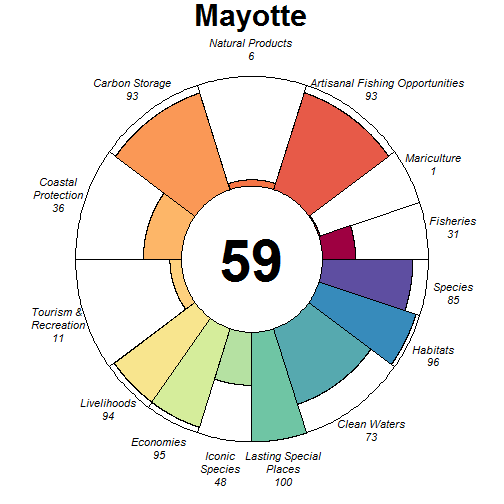 Mayotte
Natural Products
6
Carbon Storage
93
Artisanal Fishing Opportunities
93
Mariculture
1
Coastal
Protection
36
Fisheries
31
59
Species
85
Tourism &
Recreation
11
Habitats
96
Livelihoods
94
Clean Waters
73
Economies
95
Iconic
Species
48
Lasting Special
Places
100